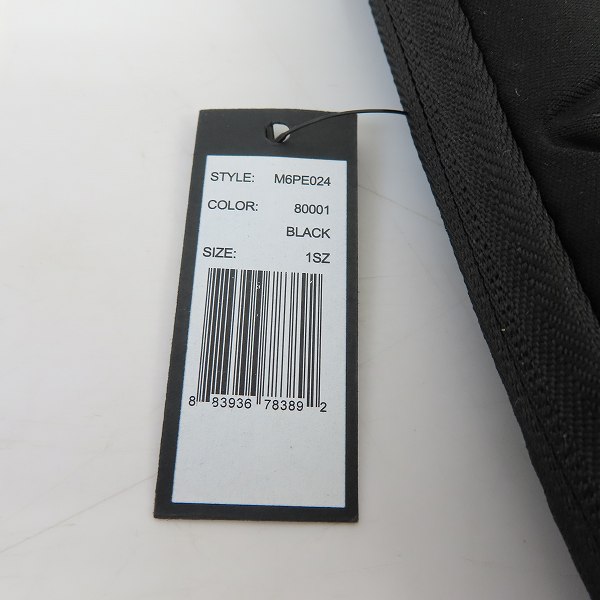 STYLE: M6PE024
COLOR: 80001
BLACK
SIZE: 1SZ
8 83936 78389 2